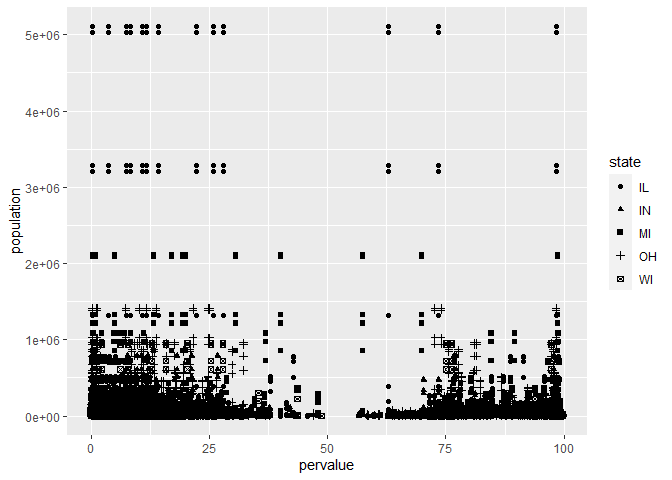 5e+06
4e+06
3e+06
2e+06
1e+06
0e+00
population
0
25
50
75
100
pervalue
state
IL
IN
MI
OH
WI